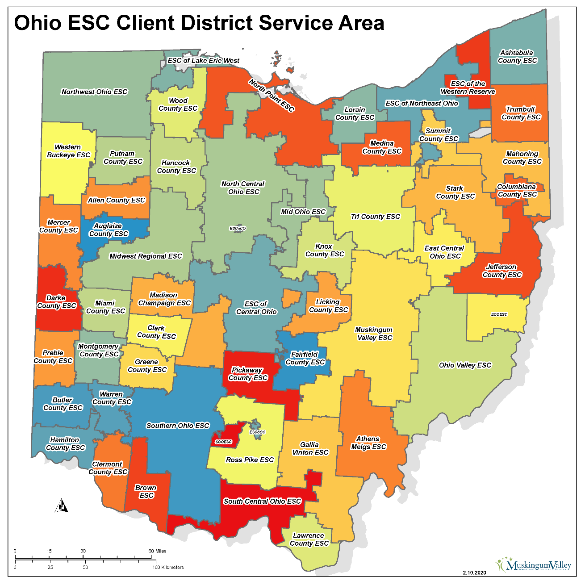 Ohio ESC Client District Service Area
ESC of Lake Erie West
Ashtabula
County ESC
Northwest Ohio ESC
North Point ESC
ESC of the
Western Reserve
Wood
County ESC
Lorain
County ESC
ESC of Northeast Ohio
Trumbull
County ESC
Summit
County ESC
Western
Buckeye ESC
Putnam
County ESC
Hancock
County ESC
Medina
County ESC
Mahoning
County ESC
North Central
Ohio ESC
Stark
County ESC
Columbiana
County ESC
Allen County ESC
Mid Ohio ESC
Tri County ESC
Mercer
County ESC
Auglaize
County ESC
Knox
County ESC
East Central
Ohio ESC
Midwest Regional ESC
Jefferson
County ESC
Darke
County ESC
Miami
County ESC
Madison
Champaign ESC
ESC of
Central Ohio
Licking
County ESC
Muskingum
Valley ESC
Clark
County ESC
Preble
County ESC
Montgomery
County ESC
Greene
County ESC
Fairfield
County ESC
Pickaway
County ESC
Ohio Valley ESC
Butler
County ESC
Warren
County ESC
Southern Ohio ESC
Hamilton
County ESC
Clermont
County ESC
Ross Pike ESC
Gallia
Vinton ESC
Athens
Meigs ESC
Brown
ESC
South Central Ohio ESC
Lawrence
County ESC
2.19.2020
Muskingum Valley